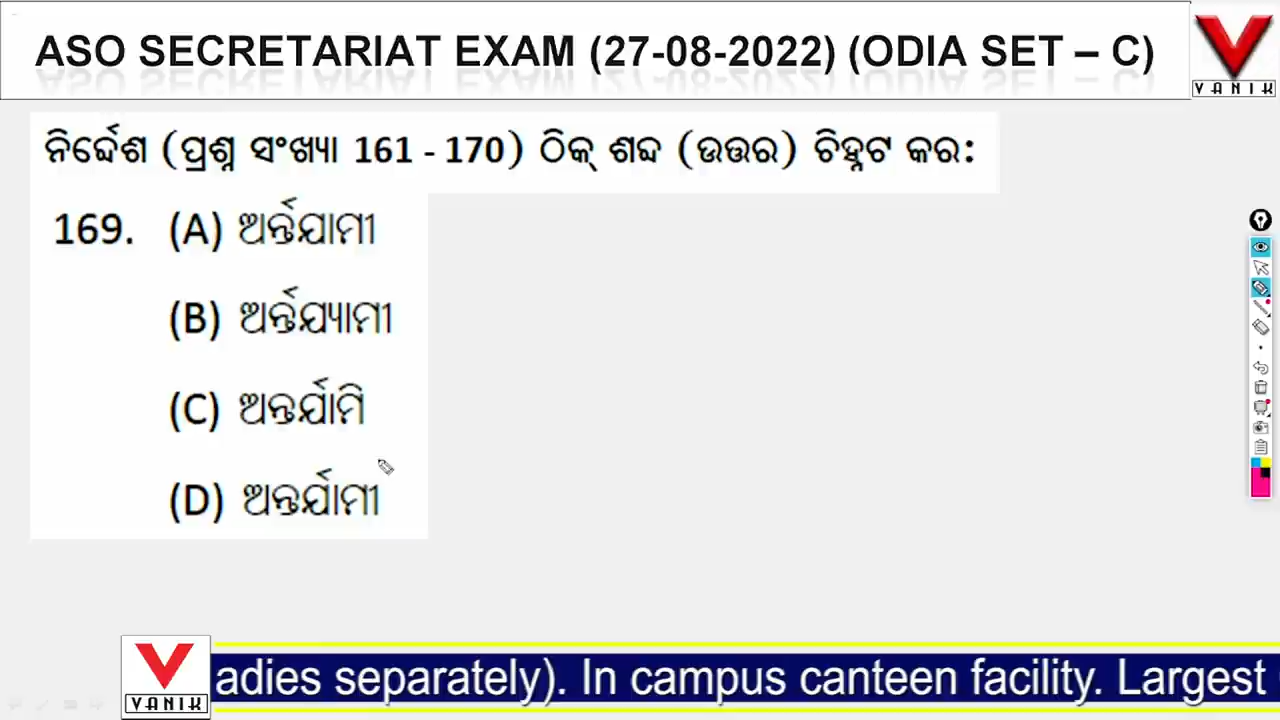 ASO SECRETARIAT EXAM (27-08-2022) (ODIA SET – C)
VANIK
ନିର୍ଦ୍ଦେଶ (ପ୍ରଶ୍ନ ସଂଖ୍ୟା 161 - 170) ଠିକ୍ ଶବ୍ଦ (ଉତ୍ତର) ଚିହ୍ନଟ କର:
169. (A) ଅର୍ନ୍ତଯାମୀ
(B) ଅର୍ନ୍ତଯ୍ୟାମୀ
(C) ଅନ୍ତର୍ଯାମି
(D) ଅନ୍ତର୍ଯାମୀ
VANIK
adies separately). In campus canteen facility. Largest